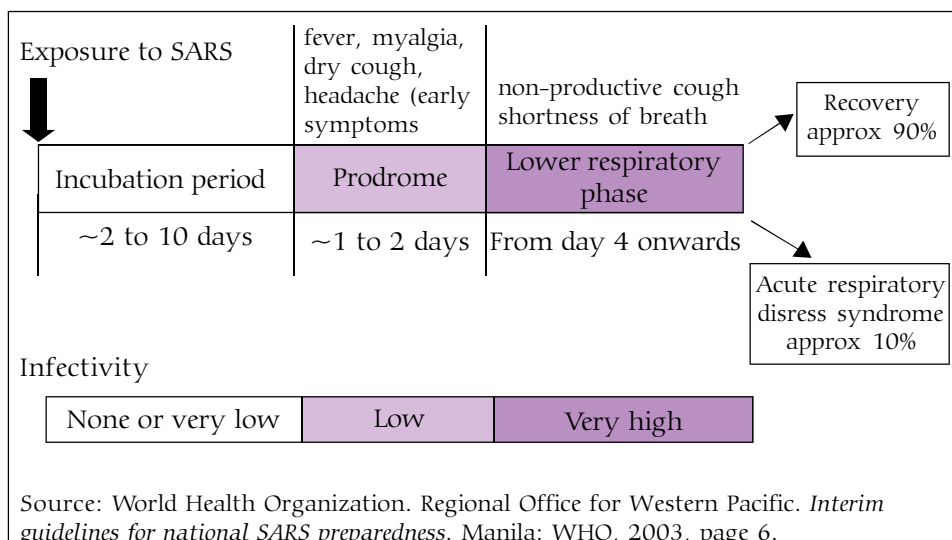 Exposure to SARS
fever, myalgia,
dry cough,
headache (early
symptoms
non-productive cough
shortness of breath
Recovery
approx 90%
Incubation period
Prodrome
Lower respiratory
phase
~2 to 10 days
~1 to 2 days
From day 4 onwards
Acute respiratory
disress syndrome
approx 10%
Infectivity
None or very low
Low
Very high
Source: World Health Organization. Regional Office for Western Pacific. Interim
guidelines for national SARS preparedness. Manila: WHO, 2003, page 6.